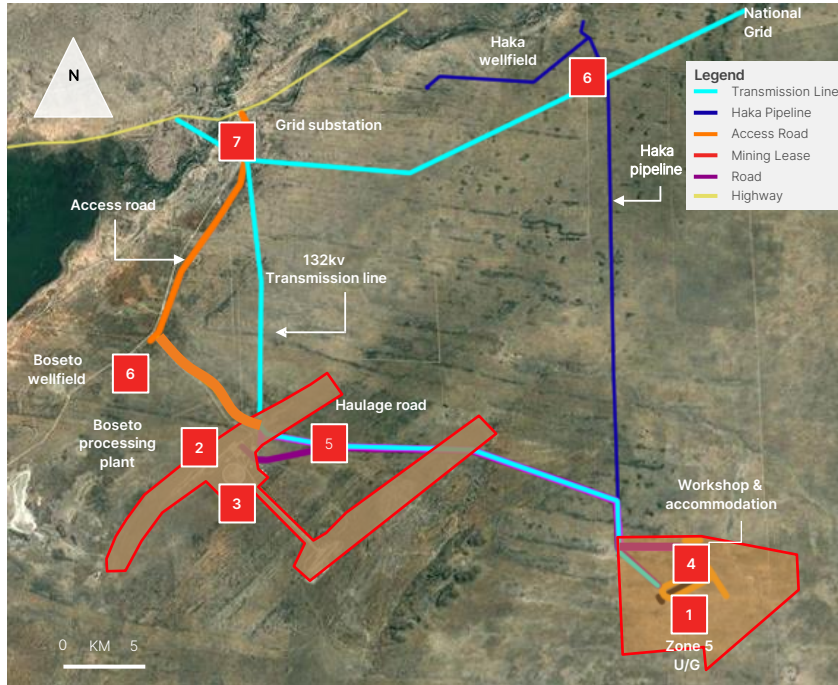 National
Grid
Haka
wellfield
6
N
Legend
Transmission Line
Haka Pipeline
Access Road
Mining Lease
Road
Highway
Grid substation
7
Haka
pipeline
Access road
132kv
Transmission line
Boseto
wellfield
6
Haulage road
Boseto
processing
plant
2
5
3
Workshop &
accommodation
4
1
Zone 5
U/G
0 KM 5